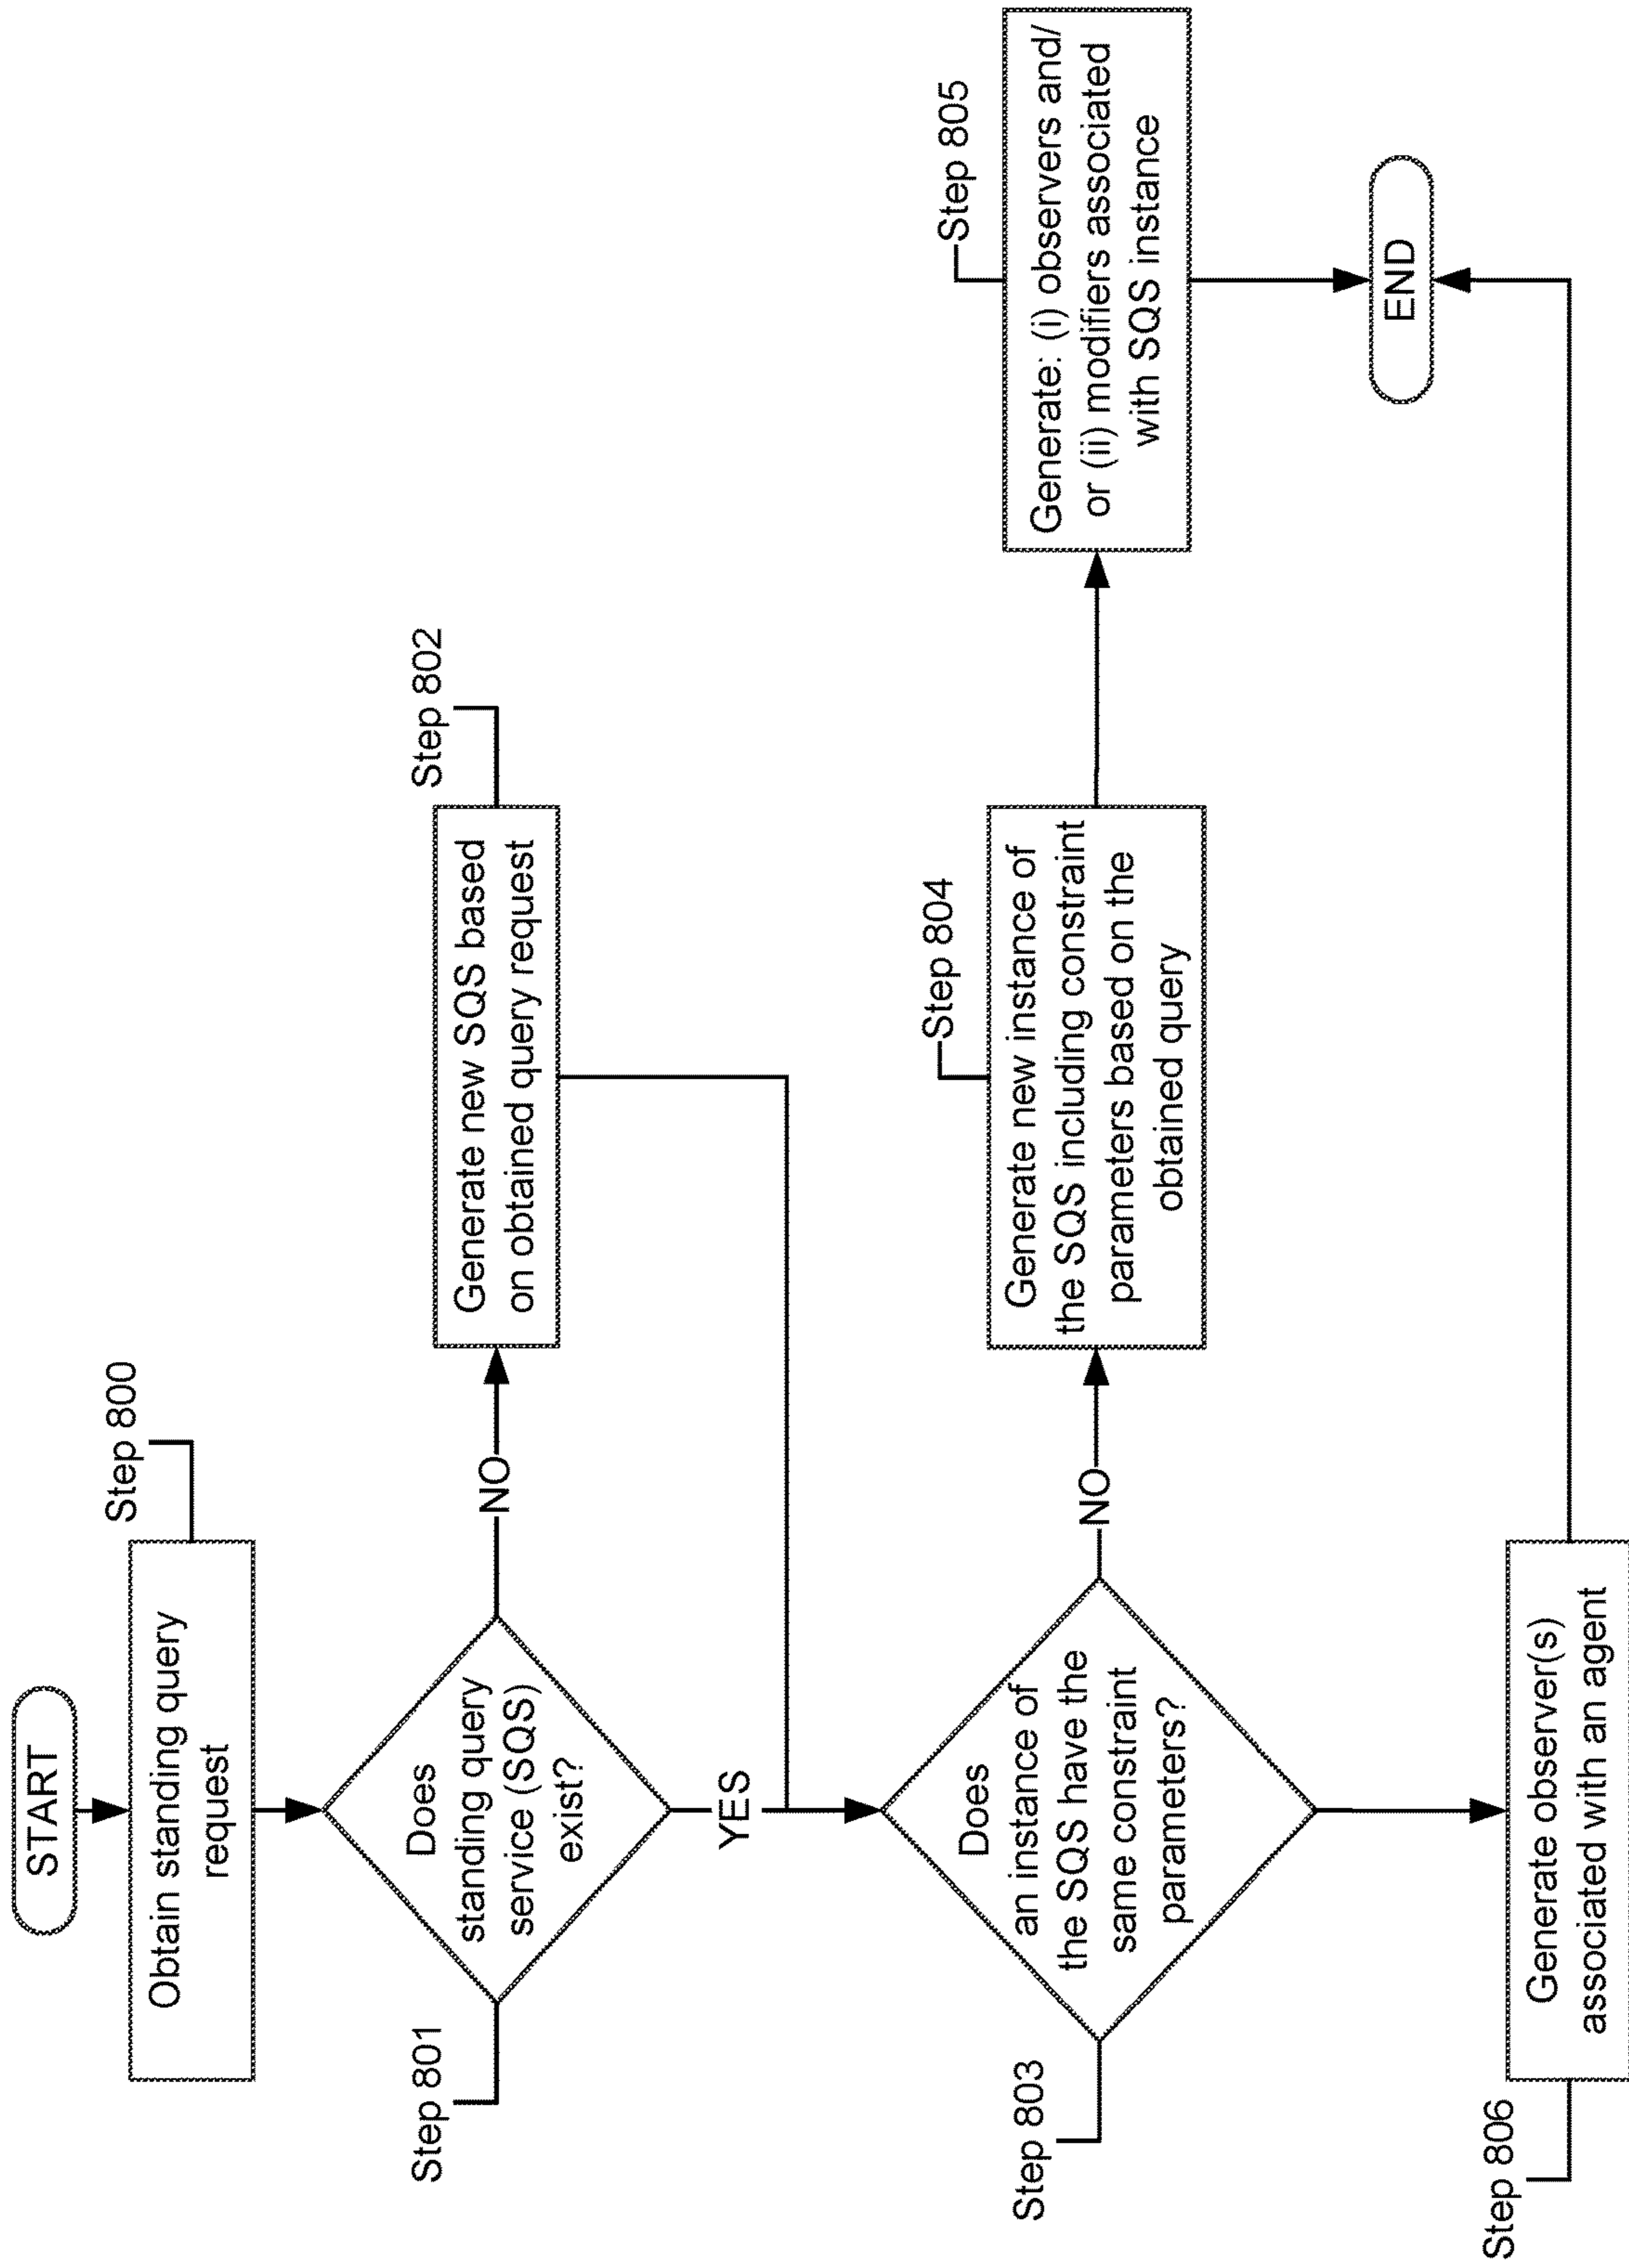 START
Obtain standing query
request
Step 800
Does
standing query
service (SQS)
exist?
Step 801
NO
YES
Generate new SQS based
on obtained query request
Step 802
Does
an instance of
the SQS have the
same constraint
parameters?
Step 803
NO
Generate new instance of
the SQS including constraint
parameters based on the
obtained query
Step 804
Generate: (i) observers and/
or (ii) modifiers associated
with SQS instance
Step 805
Generate observer(s)
associated with an agent
Step 806
END